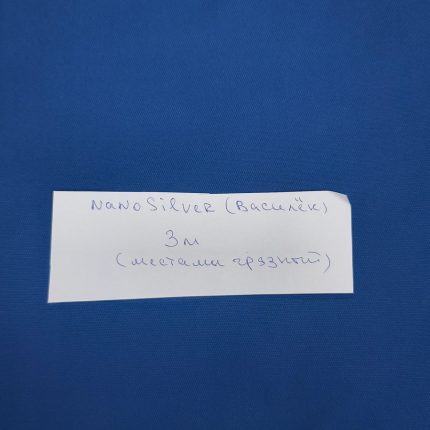 NaNoSilver (Василёк)
3м
(местами грязный)